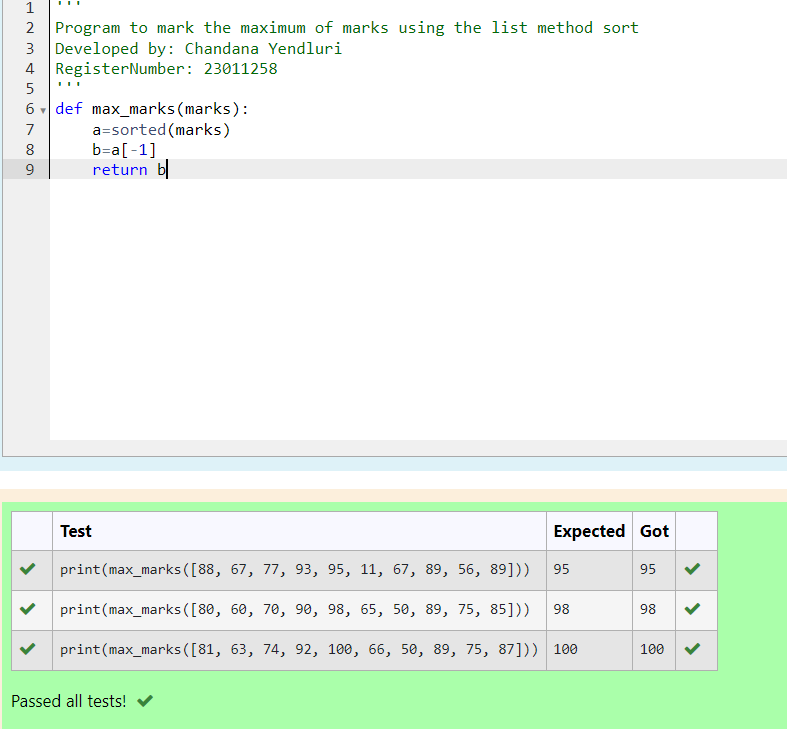 1 '''
2 Program to mark the maximum of marks using the list method sort
3 Developed by: Chandana Yendluri
4 RegisterNumber: 23011258
5 '''
6 def max_marks(marks):
7     a=sorted(marks)
8     b=a[-1]
9     return b
Test Expected Got
print(max_marks([88, 67, 77, 93, 95, 11, 67, 89, 56, 89])) 95 95
print(max_marks([80, 60, 70, 90, 98, 65, 50, 89, 75, 85])) 98 98
print(max_marks([81, 63, 74, 92, 100, 66, 50, 89, 75, 87])) 100 100
Passed all tests!